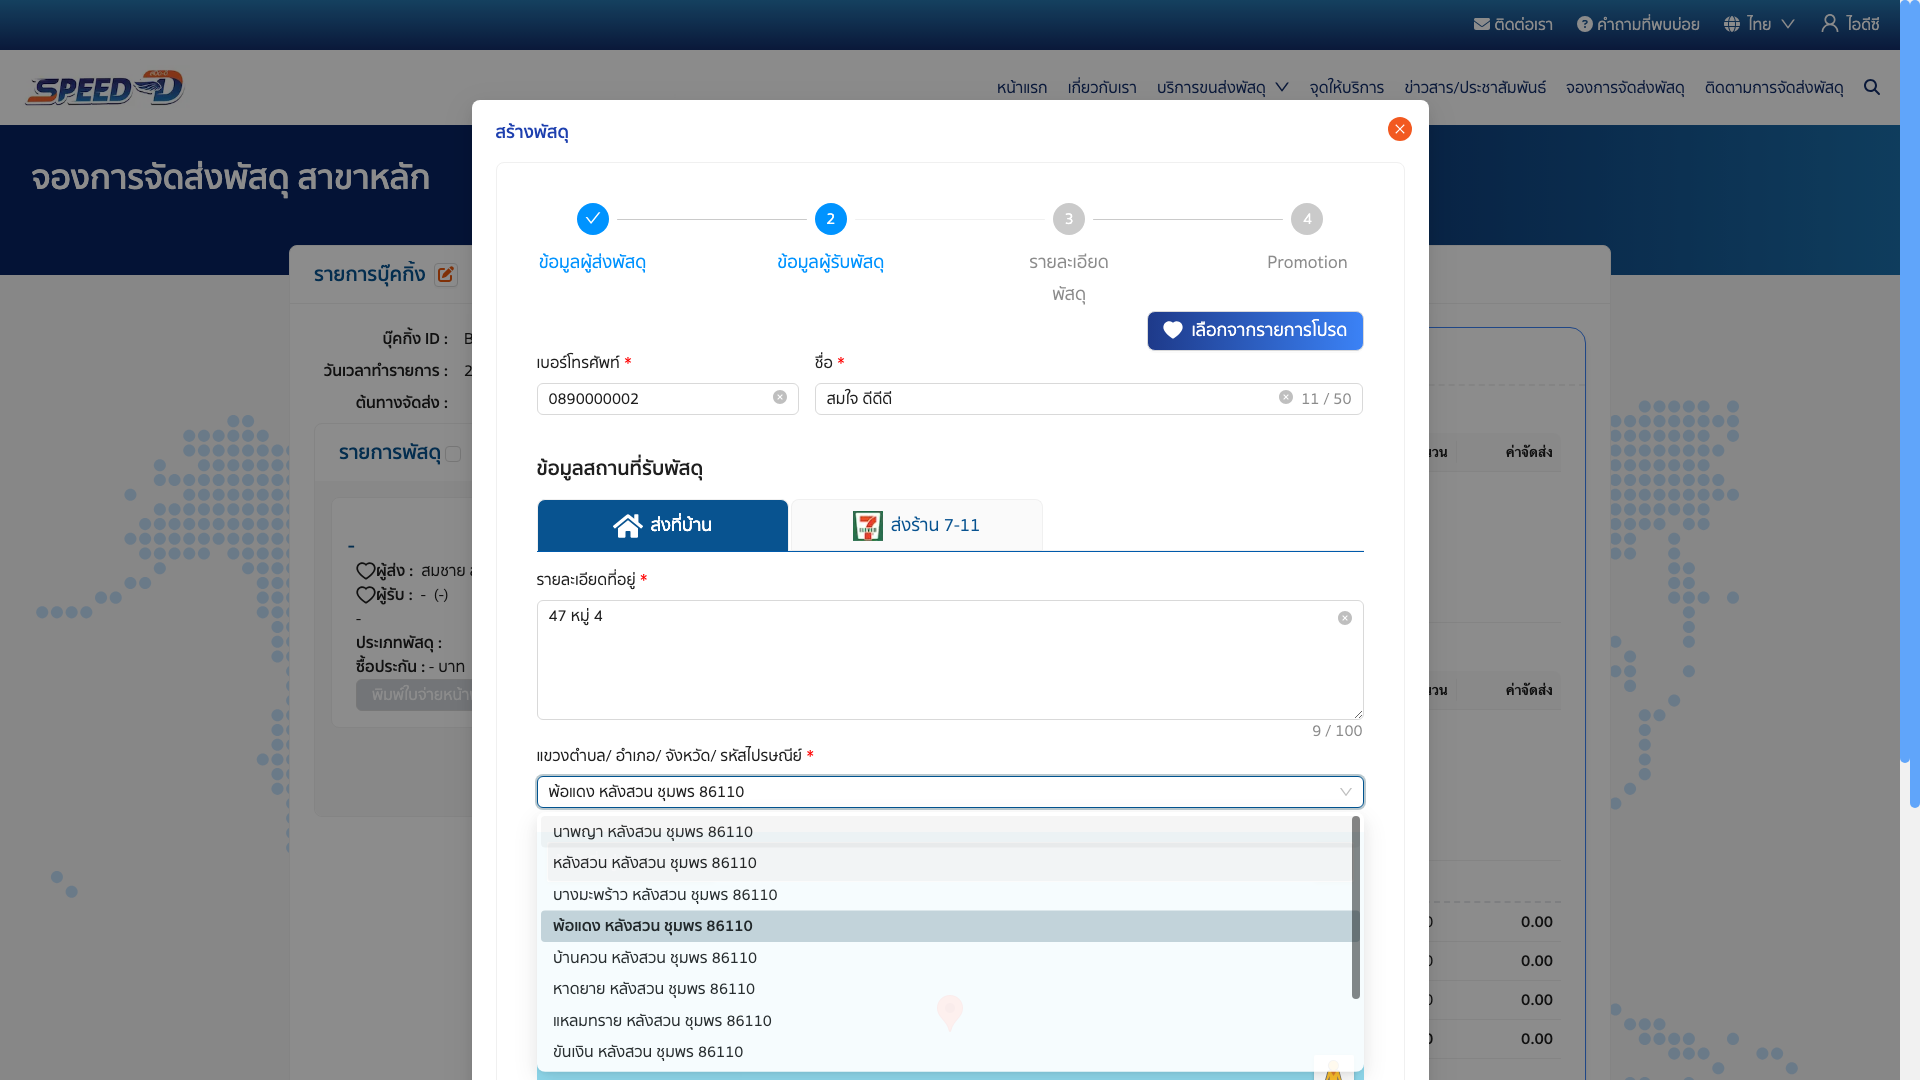 ติดต่อเรา
คำถามที่พบบ่อย
ไทย
ไอดีซี
SPEED-D
หน้าแรก
เกี่ยวกับเรา
บริการขนส่งพัสดุ
จุดให้บริการ
ข่าวสาร/ประชาสัมพันธ์
จองการจัดส่งพัสดุ
ติดตามการจัดส่งพัสดุ
จองการจัดส่งพัสดุ สาขาหลัก
รายการบุ๊คกิ้ง
บุ๊คกิ้ง ID :
วันเวลาทำรายการ : 2
ต้นทางจัดส่ง :
รายการพัสดุ
-
ผู้ส่ง : สมชาย
ผู้รับ : - (-)
-
ประเภทพัสดุ :
ซื้อประกัน : - บาท
พิมพ์ใบจ่ายหน้า
สร้างพัสดุ
ข้อมูลผู้ส่งพัสดุ
2
ข้อมูลผู้รับพัสดุ
3
รายละเอียด
พัสดุ
4
Promotion
เลือกจากรายการโปรด
เบอร์โทรศัพท์ *
0890000002
ชื่อ *
สมใจ ดีดีดี
11 / 50
ข้อมูลสถานที่รับพัสดุ
ส่งที่บ้าน
ส่งร้าน 7-11
รายละเอียดที่อยู่ *
47 หมู่ 4
9 / 100
แขวงตำบล/ อำเภอ/ จังหวัด/ รหัสไปรษณีย์ *
พ้อแดง หลังสวน ชุมพร 86110
นาพญา หลังสวน ชุมพร 86110
หลังสวน หลังสวน ชุมพร 86110
บางมะพร้าว หลังสวน ชุมพร 86110
พ้อแดง หลังสวน ชุมพร 86110
บ้านควน หลังสวน ชุมพร 86110
หาดยาย หลังสวน ชุมพร 86110
แหลมทราย หลังสวน ชุมพร 86110
ขันเงิน หลังสวน ชุมพร 86110
ค่าจัดส่ง
ค่าจัดส่ง
0.00
0.00
0.00
0.00